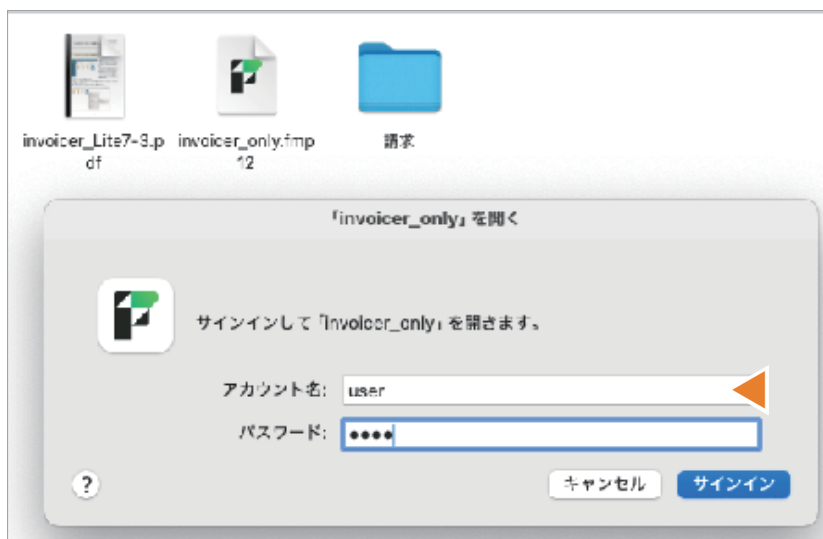 invoicer_Lite7-3.p
df
invoicer_only.fmp
12
請求
「invoicer_only」を開く
サインインして「invoicer_only」を開きます。
アカウント名: user
パスワード: ●●●●
?
キャンセル
サインイン